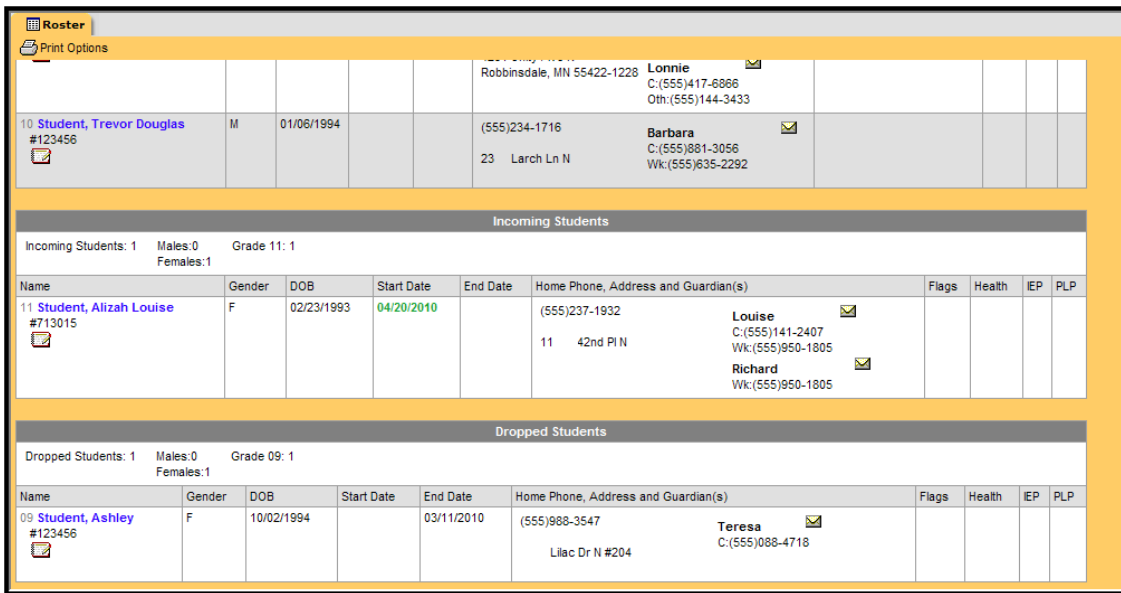 Roster
Print Options
Robbinsdale, MN 55422-1228 Lonnie
C:(555)417-6866
Oth:(555)144-3433
10 Student, Trevor Douglas M 01/06/1994 (555)234-1716 Barbara
#123456 C:(555)881-3056
23 Larch Ln N Wk:(555)635-2292
Incoming Students
Incoming Students: 1 Males:0 Grade 11: 1
Females:1
Name Gender DOB Start Date End Date Home Phone, Address and Guardian(s) Flags Health IEP PLP
11 Student, Alizah Louise F 02/23/1993 04/20/2010 (555)237-1932 Louise
#713015 C:(555)141-2407
11 42nd Pl N Wk:(555)950-1805
Richard
Wk:(555)950-1805
Dropped Students
Dropped Students: 1 Males:0 Grade 09: 1
Females:1
Name Gender DOB Start Date End Date Home Phone, Address and Guardian(s) Flags Health IEP PLP
09 Student, Ashley F 10/02/1994 03/11/2010 (555)988-3547 Teresa
#123456 C:(555)088-4718
Lilac Dr N #204